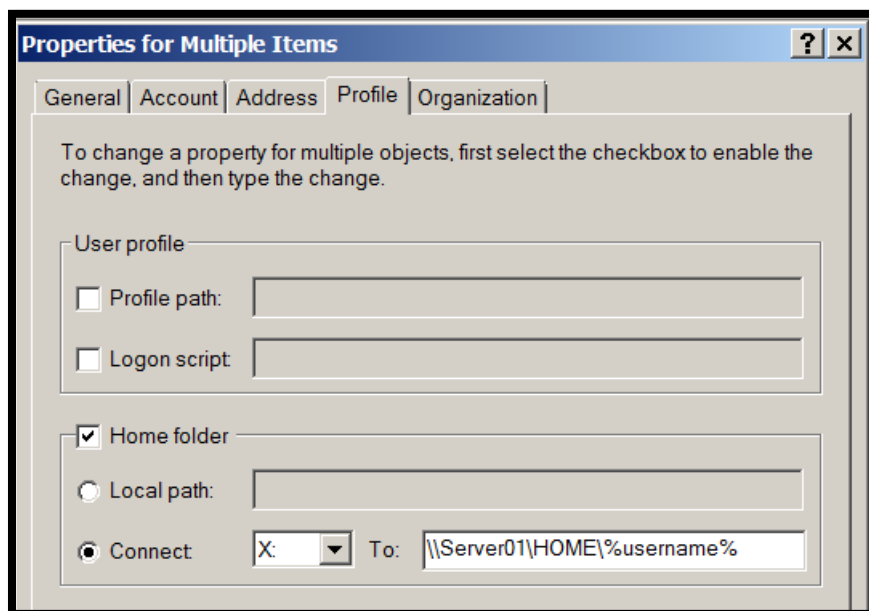 Properties for Multiple Items
General Account Address Profile Organization
To change a property for multiple objects, first select the checkbox to enable the
change, and then type the change.
User profile
Profile path:
Logon script:
Home folder
Local path:
Connect: X: To: \\Server01\HOME\%username%